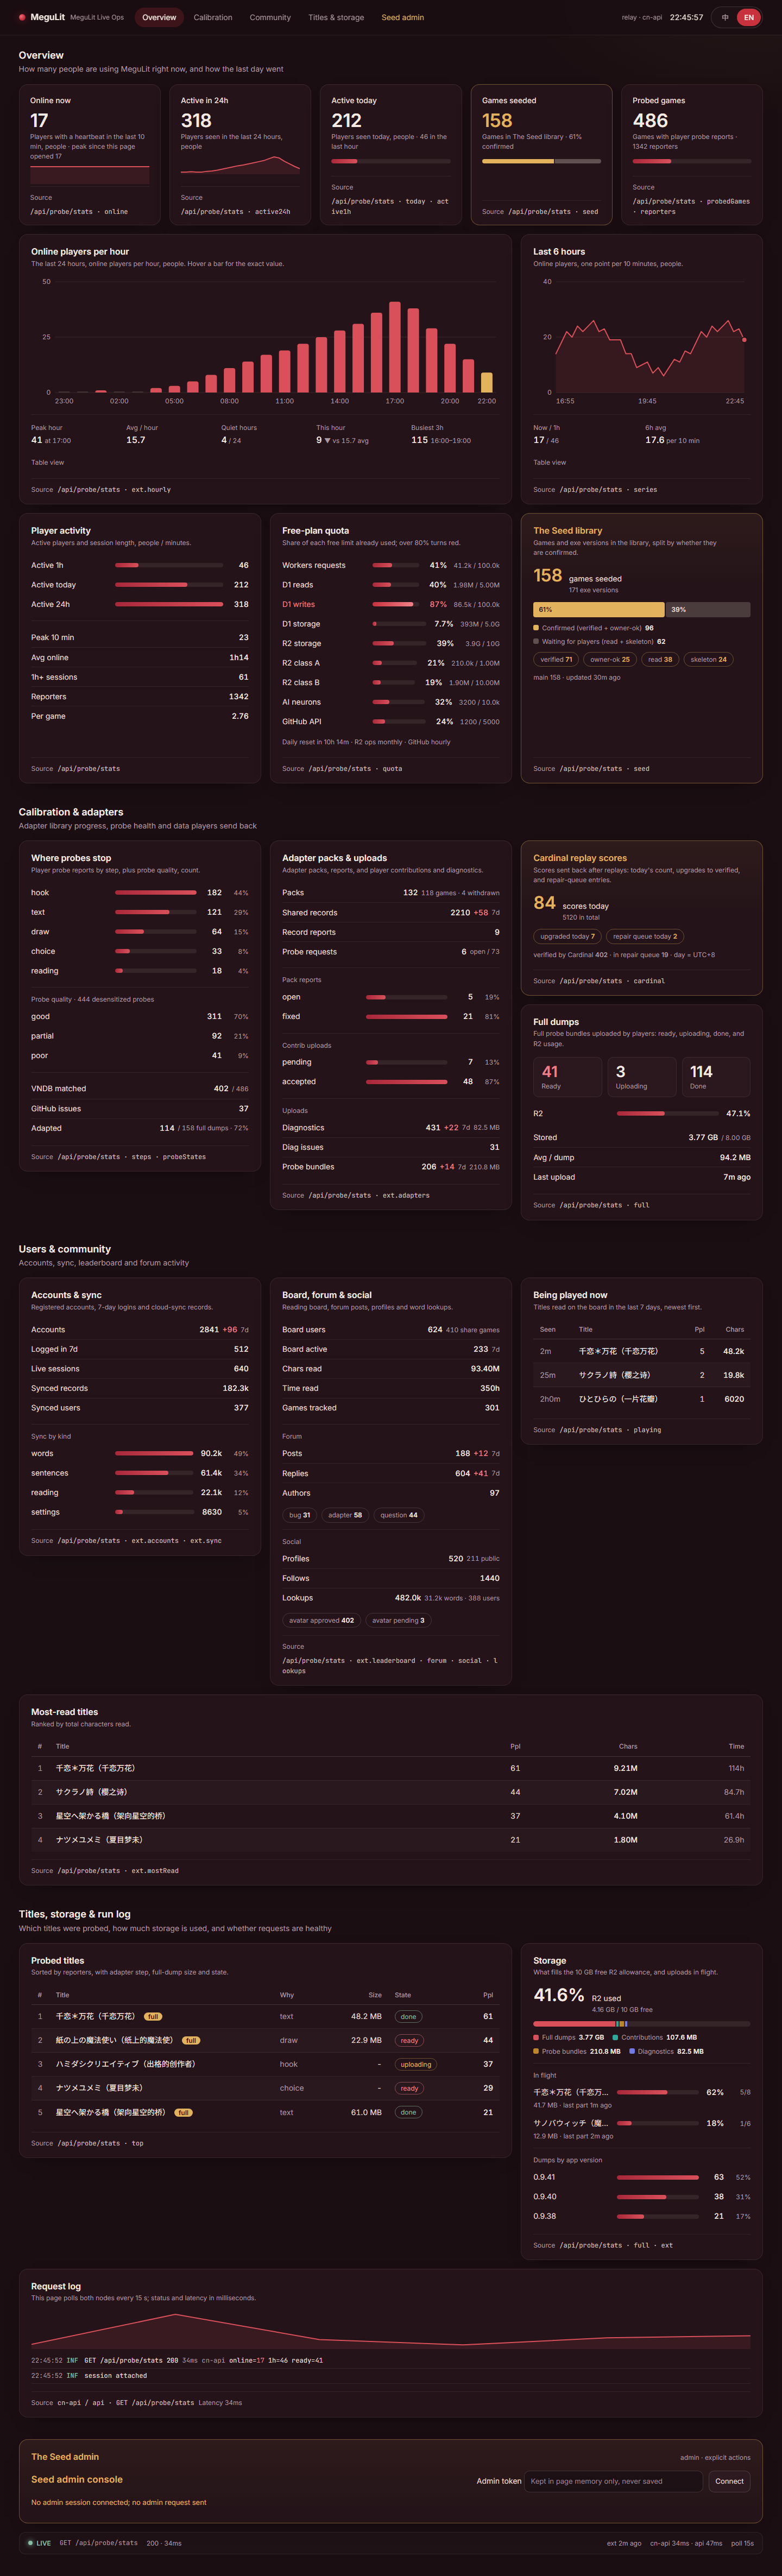 MeguLit MeguLit Live Ops Overview Calibration Community Titles & storage Seed admin relay · cn-api 22:45:57 中 EN
Overview
How many people are using MeguLit right now, and how the last day went
Online now
17
Players with a heartbeat in the last 10
min, people · peak since this page
opened 17
Source
/api/probe/stats · online
Active in 24h
318
Players seen in the last 24 hours,
people
Source
/api/probe/stats · active24h
Active today
212
Players seen today, people · 46 in the
last hour
Source
/api/probe/stats · today · act
ive1h
Games seeded
158
Games in The Seed library · 61%
confirmed
Source /api/probe/stats · seed
Probed games
486
Games with player probe reports ·
1342 reporters
Source
/api/probe/stats · probedGames
· reporters
Online players per hour
The last 24 hours, online players per hour, people. Hover a bar for the exact value.
50
25
0
23:00 02:00 05:00 08:00 11:00 14:00 17:00 20:00 22:00
Peak hour Avg / hour Quiet hours This hour Busiest 3h
41 at 17:00 15.7 4 / 24 9 ▼ vs 15.7 avg 115 16:00–19:00
Table view
Source /api/probe/stats · ext.hourly
Last 6 hours
Online players, one point per 10 minutes, people.
40
20
0
16:55 19:45 22:45
Now / 1h 6h avg
17 / 46 17.6 per 10 min
Table view
Source /api/probe/stats · series
Player activity
Active players and session length, people / minutes.
Active 1h 46
Active today 212
Active 24h 318
Peak 10 min 23
Avg online 1h14
1h+ sessions 61
Reporters 1342
Per game 2.76
Source /api/probe/stats
Free-plan quota
Share of each free limit already used; over 80% turns red.
Workers requests 41% 41.2k / 100.0k
D1 reads 40% 1.98M / 5.00M
D1 writes 87% 86.5k / 100.0k
D1 storage 7.7% 393M / 5.0G
R2 storage 39% 3.9G / 10G
R2 class A 21% 210.0k / 1.00M
R2 class B 19% 1.90M / 10.00M
AI neurons 32% 3200 / 10.0k
GitHub API 24% 1200 / 5000
Daily reset in 10h 14m · R2 ops monthly · GitHub hourly
Source /api/probe/stats · quota
The Seed library
Games and exe versions in the library, split by whether they
are confirmed.
158 games seeded
171 exe versions
61% 39%
Confirmed (verified + owner-ok) 96
Waiting for players (read + skeleton) 62
verified 71 owner-ok 25 read 38 skeleton 24
main 158 · updated 30m ago
Source /api/probe/stats · seed
Calibration & adapters
Adapter library progress, probe health and data players send back
Where probes stop
Player probe reports by step, plus probe quality, count.
hook 182 44%
text 121 29%
draw 64 15%
choice 33 8%
reading 18 4%
Probe quality · 444 desensitized probes
good 311 70%
partial 92 21%
poor 41 9%
VNDB matched 402 / 486
GitHub issues 37
Adapted 114 / 158 full dumps · 72%
Source /api/probe/stats · steps · probeStates
Adapter packs & uploads
Adapter packs, reports, and player contributions and diagnostics.
Packs 132 118 games · 4 withdrawn
Shared records 2210 +58 7d
Record reports 9
Probe requests 6 open / 73
Pack reports
open 5 19%
fixed 21 81%
Contrib uploads
pending 7 13%
accepted 48 87%
Uploads
Diagnostics 431 +22 7d 82.5 MB
Diag issues 31
Probe bundles 206 +14 7d 210.8 MB
Source /api/probe/stats · ext.adapters
Cardinal replay scores
Scores sent back after replays: today's count, upgrades to verified,
and repair-queue entries.
84 scores today
5120 in total
upgraded today 7 repair queue today 2
verified by Cardinal 402 · in repair queue 19 · day = UTC+8
Source /api/probe/stats · cardinal
Full dumps
Full probe bundles uploaded by players: ready, uploading, done, and
R2 usage.
41 3 114
Ready Uploading Done
R2 47.1%
Stored 3.77 GB / 8.00 GB
Avg / dump 94.2 MB
Last upload 7m ago
Source /api/probe/stats · full
Users & community
Accounts, sync, leaderboard and forum activity
Accounts & sync
Registered accounts, 7-day logins and cloud-sync records.
Accounts 2841 +96 7d
Logged in 7d 512
Live sessions 640
Synced records 182.3k
Synced users 377
Sync by kind
words 90.2k 49%
sentences 61.4k 34%
reading 22.1k 12%
settings 8630 5%
Source /api/probe/stats · ext.accounts · ext.sync
Board, forum & social
Reading board, forum posts, profiles and word lookups.
Board users 624 410 share games
Board active 233 7d
Chars read 93.40M
Time read 350h
Games tracked 301
Forum
Posts 188 +12 7d
Replies 604 +41 7d
Authors 97
bug 31 adapter 58 question 44
Social
Profiles 520 211 public
Follows 1440
Lookups 482.0k 31.2k words · 388 users
avatar approved 402 avatar pending 3
Source
/api/probe/stats · ext.leaderboard · forum · social · l
ookups
Being played now
Titles read on the board in the last 7 days, newest first.
Seen Title Ppl Chars
2m 千恋＊万花（千恋万花） 5 48.2k
25m サクラノ詩（樱之诗） 2 19.8k
2h0m ひとひらの（一片花瓣） 1 6020
Source /api/probe/stats · playing
Most-read titles
Ranked by total characters read.
# Title Ppl Chars Time
1 千恋＊万花（千恋万花） 61 9.21M 114h
2 サクラノ詩（樱之诗） 44 7.02M 84.7h
3 星空へ架かる橋（架向星空的桥） 37 4.10M 61.4h
4 ナツメユメミ（夏目梦未） 21 1.80M 26.9h
Source /api/probe/stats · ext.mostRead
Titles, storage & run log
Which titles were probed, how much storage is used, and whether requests are healthy
Probed titles
Sorted by reporters, with adapter step, full-dump size and state.
# Title Why Size State Ppl
1 千恋＊万花（千恋万花） full text 48.2 MB done 61
2 紙の上の魔法使い（纸上的魔法使） full draw 22.9 MB ready 44
3 ハミダシクリエイティブ（出格的创作者） hook - uploading 37
4 ナツメユメミ（夏目梦未） choice - ready 29
5 星空へ架かる橋（架向星空的桥） full text 61.0 MB done 21
Source /api/probe/stats · top
Storage
What fills the 10 GB free R2 allowance, and uploads in flight.
41.6% R2 used
4.16 GB / 10 GB free
Full dumps 3.77 GB Contributions 107.6 MB
Probe bundles 210.8 MB Diagnostics 82.5 MB
In flight
千恋＊万花（千恋万... 62% 5/8
41.7 MB · last part 1m ago
サノバウィッチ（魔... 18% 1/6
12.9 MB · last part 2m ago
Dumps by app version
0.9.41 63 52%
0.9.40 38 31%
0.9.38 21 17%
Source /api/probe/stats · full · ext
Request log
This page polls both nodes every 15 s; status and latency in milliseconds.
22:45:52 INF GET /api/probe/stats 200 34ms cn-api online=17 1h=46 ready=41
22:45:52 INF session attached
Source cn-api / api · GET /api/probe/stats Latency 34ms
The Seed admin admin · explicit actions
Seed admin console Admin token Kept in page memory only, never saved Connect
No admin session connected; no admin request sent
LIVE GET /api/probe/stats 200 · 34ms ext 2m ago cn-api 34ms · api 47ms poll 15s